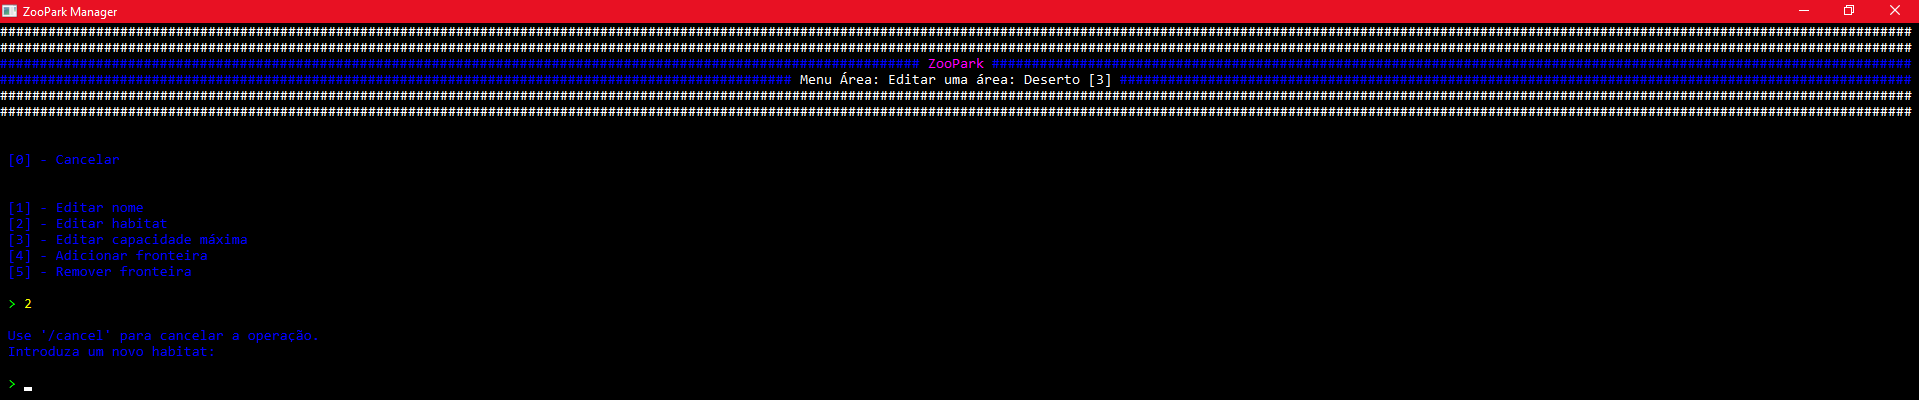 ZooPark Manager
################################################################################################################################################################################################################################################
################################################################################################################################################################################################################################################
################################################################################################################### ZooPark ###################################################################################################################
################################################################################################### Menu Área: Editar uma área: Deserto [3] ###################################################################################################
################################################################################################################################################################################################################################################
################################################################################################################################################################################################################################################
[0] - Cancelar
[1] - Editar nome
[2] - Editar habitat
[3] - Editar capacidade máxima
[4] - Adicionar fronteira
[5] - Remover fronteira
> 2
Use '/cancel' para cancelar a operação.
Introduza um novo habitat:
>